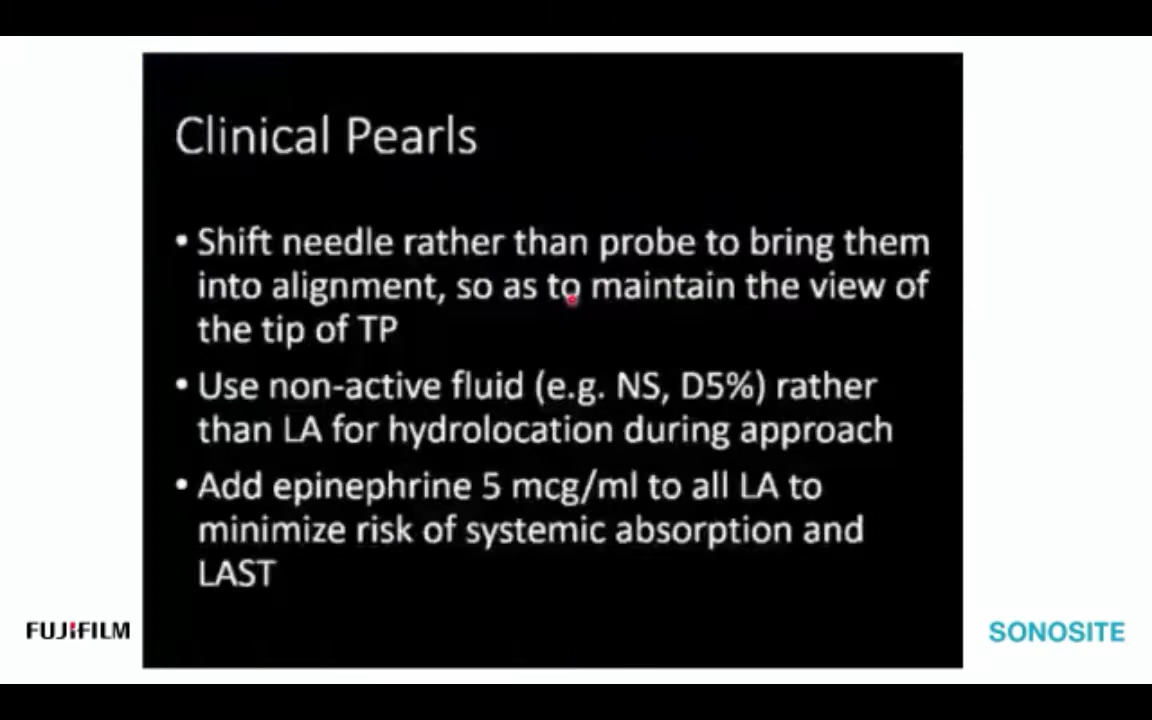 Clinical Pearls
• Shift needle rather than probe to bring them
into alignment, so as to maintain the view of
the tip of TP
• Use non-active fluid (e.g. NS, D5%) rather
than LA for hydrolocation during approach
• Add epinephrine 5 mcg/ml to all LA to
minimize risk of systemic absorption and
LAST
FUJIFILM
SONOSITE